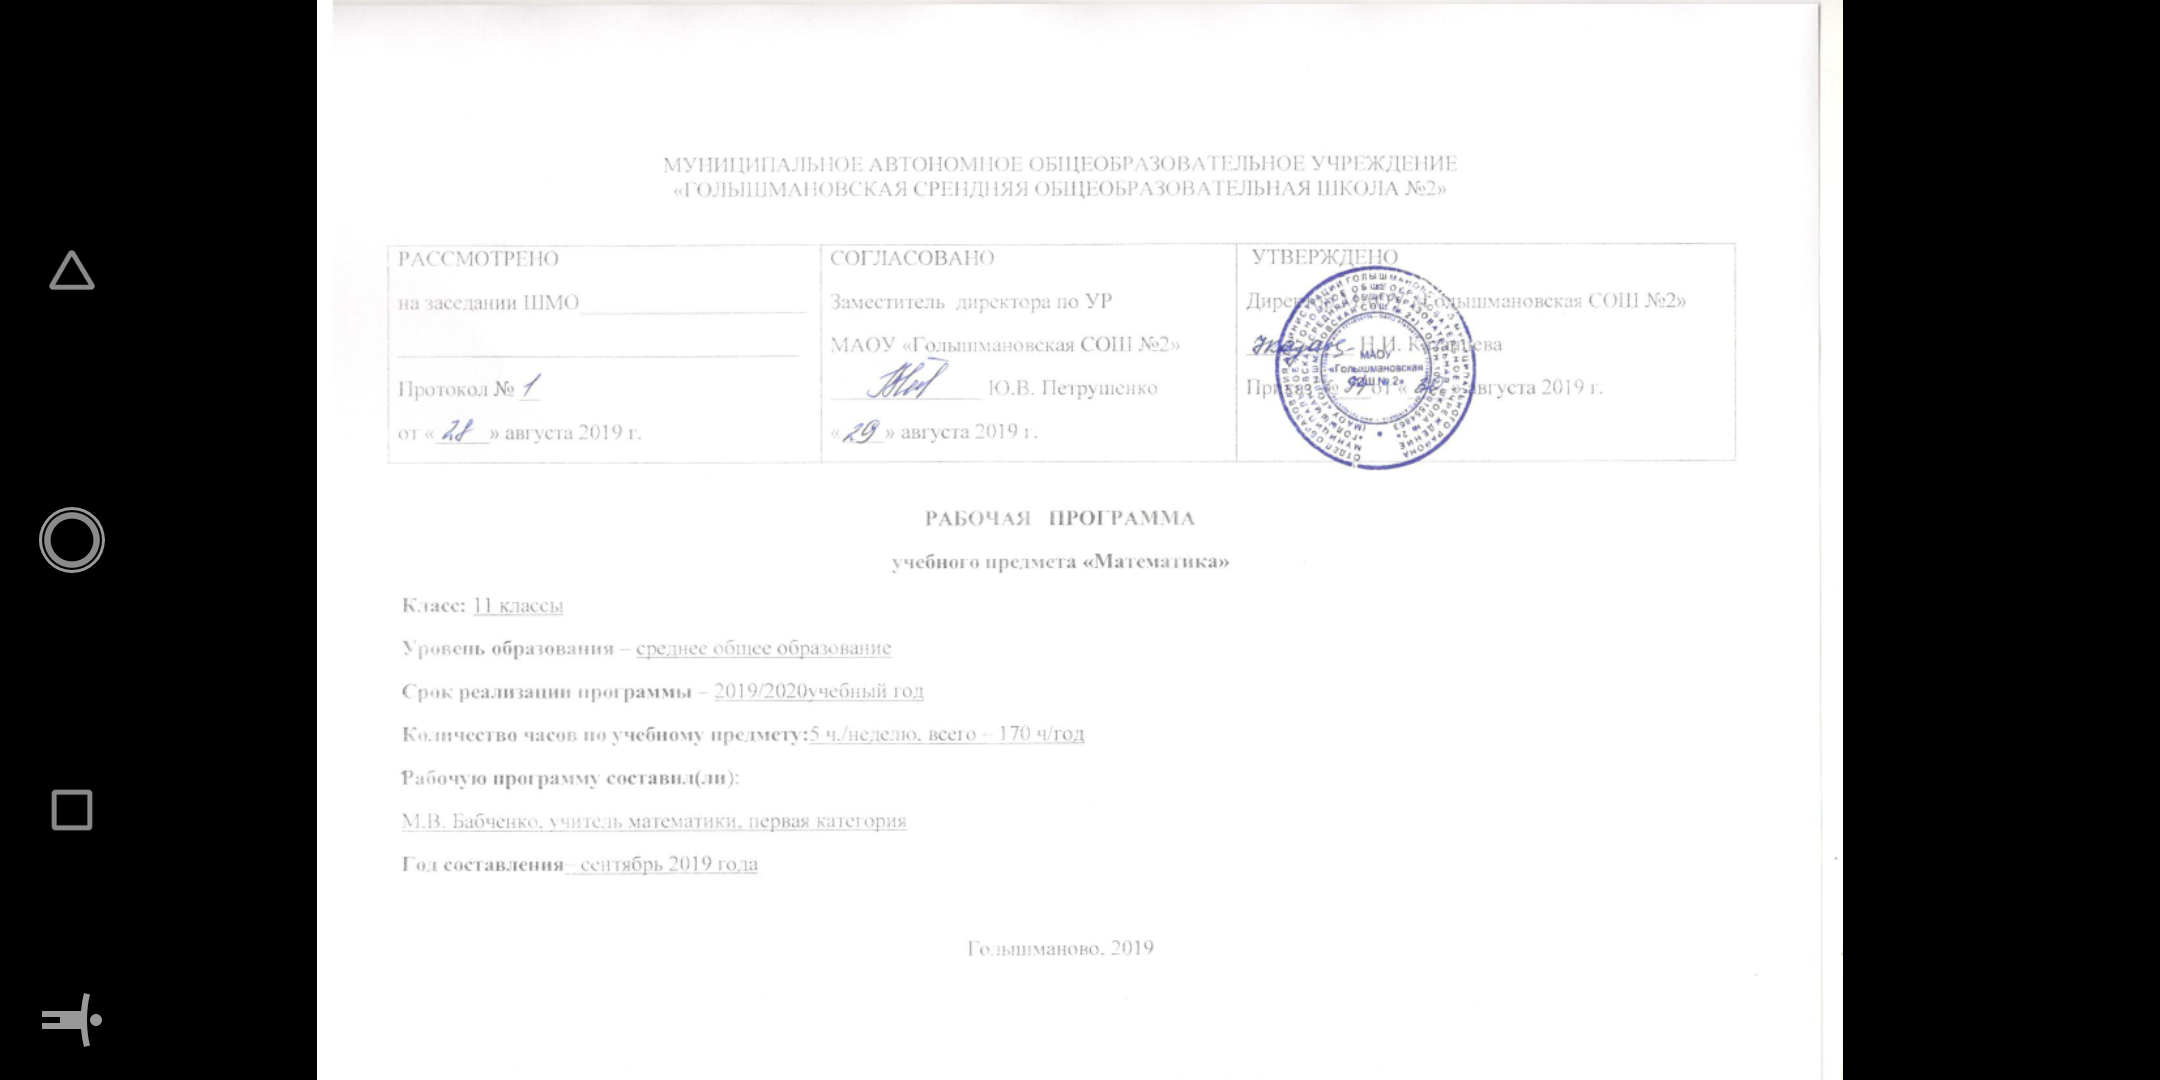 МУНИЦИПАЛЬНОЕ АВТОНОМНОЕ ОБЩЕОБРАЗОВАТЕЛЬНОЕ УЧРЕЖДЕНИЕ
«ГОЛЫШМАНОВСКАЯ СРЕНДНЯЯ ОБЩЕОБРАЗОВАТЕЛЬНАЯ ШКОЛА №2»
РАССМОТРЕНО
на заседании ШМО
Протокол № 1
от «28» августа 2019 г.
СОГЛАСОВАНО
Заместитель директора по УР
МАОУ «Голышмановская СОШ №2»
Ю.В. Петрушенко
«29» августа 2019 г.
УТВЕРЖДЕНО
«Голышмановская СОШ №2»
Н.И.
от « » августа 2019 г.
МАОУ
«Голышмановская
СОШ № 2»
РАБОЧАЯ ПРОГРАММА
учебного предмета «Математика»
Класс: 11 классы
Уровень образования – среднее общее образование
Срок реализации программы – 2019/2020учебный год
Количество часов по учебному предмету:5 ч./неделю, всего – 170 ч/год
Рабочую программу составил(ли):
М.В. Бабченко, учитель математики, первая категория
Год составления сентябрь 2019 года
Голышманово, 2019